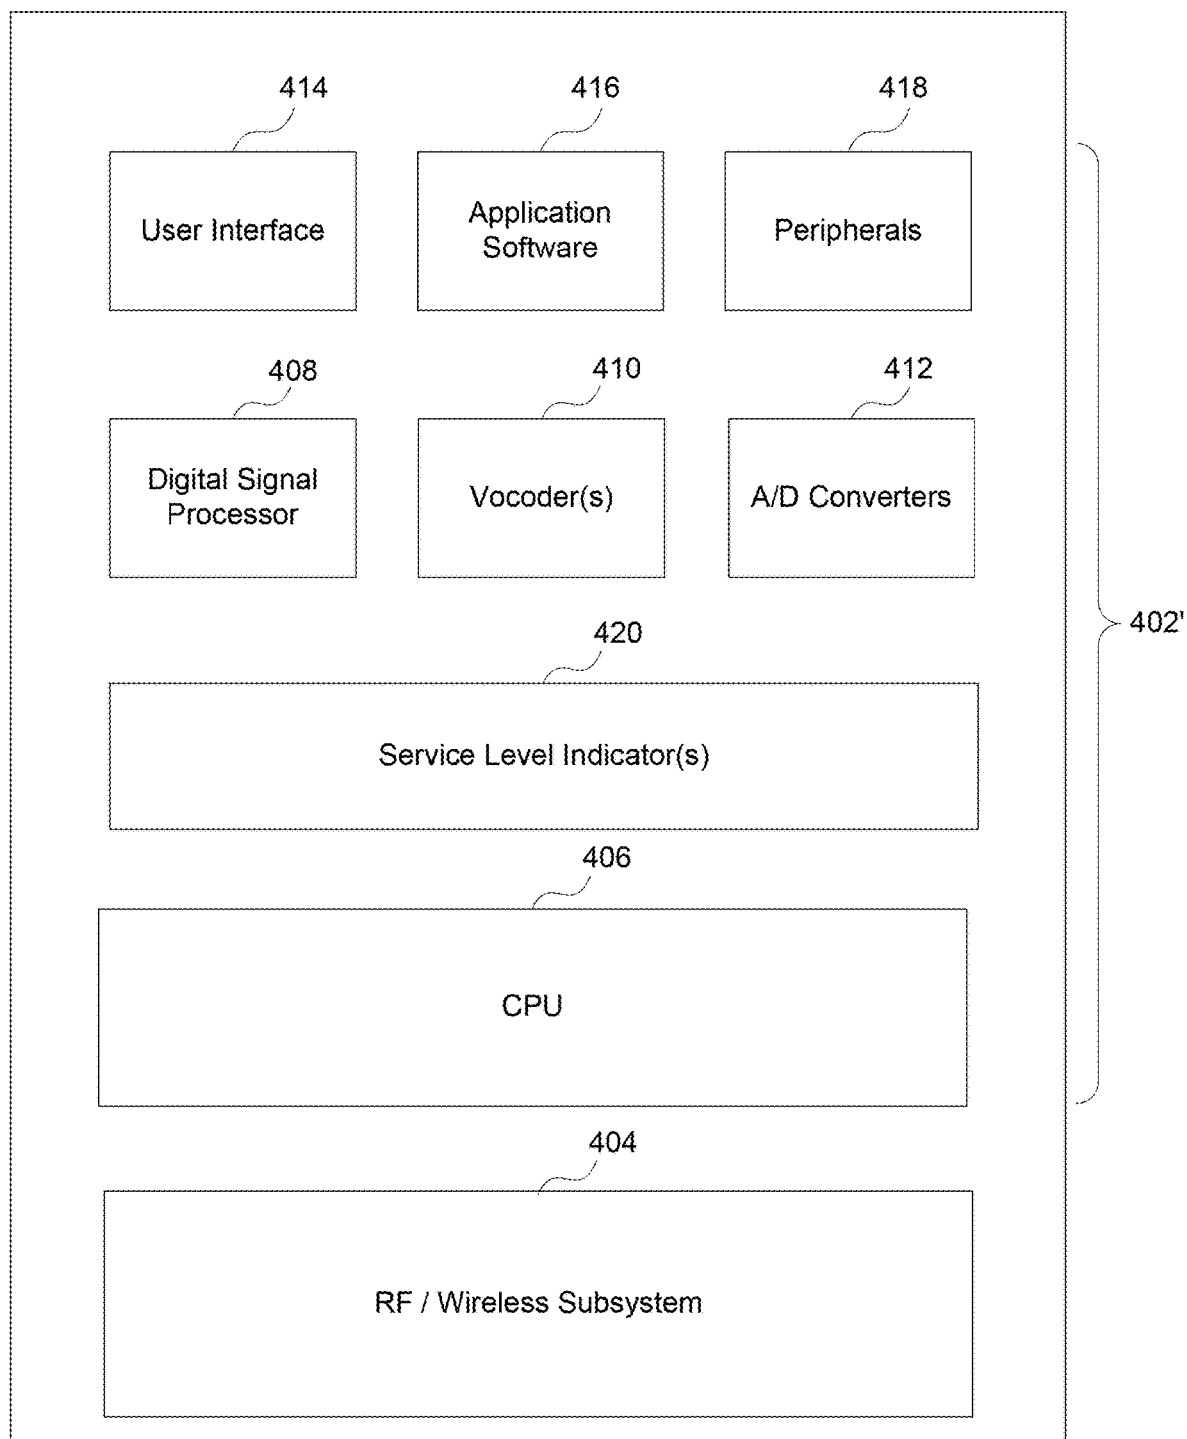 414
416
418
User Interface
Application
Software
Peripherals
408
410
412
Digital Signal
Processor
Vocoder(s)
A/D Converters
402'
420
Service Level Indicator(s)
406
CPU
404
RF / Wireless Subsystem